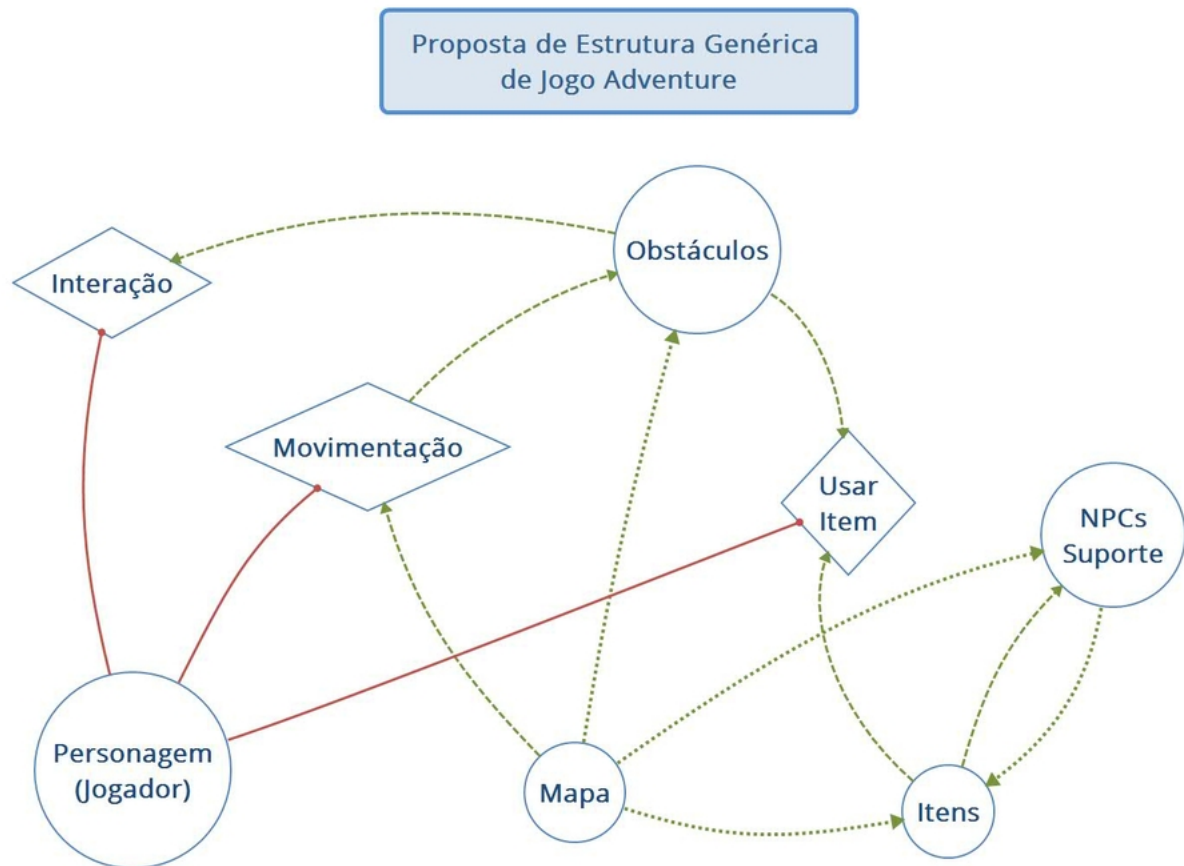 Proposta de Estrutura Genérica
de Jogo Adventure
Obstáculos
Interação
Movimentação
Usar
Item
NPCs
Suporte
Personagem
(Jogador)
Mapa
Itens